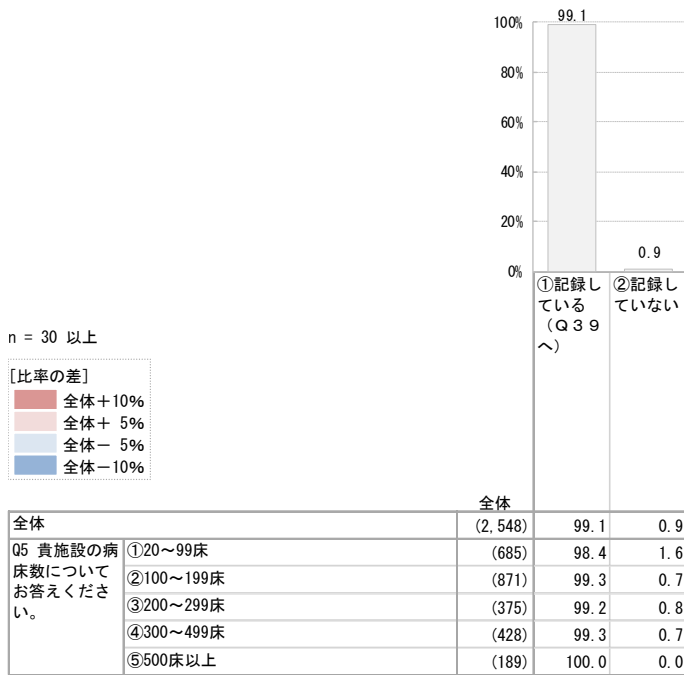 100%
99.1
80%
60%
40%
20%
0.9
0%
①記録し
ている
（Ｑ３９
へ）
②記録し
ていない
n = 30 以上
[比率の差]
全体＋10%
全体＋ 5%
全体－ 5%
全体－10%
全体
全体 (2,548) 99.1 0.9
Q5 貴施設の病
床数について
お答えくださ
い。
①20～99床 (685) 98.4 1.6
②100～199床 (871) 99.3 0.7
③200～299床 (375) 99.2 0.8
④300～499床 (428) 99.3 0.7
⑤500床以上 (189) 100.0 0.0